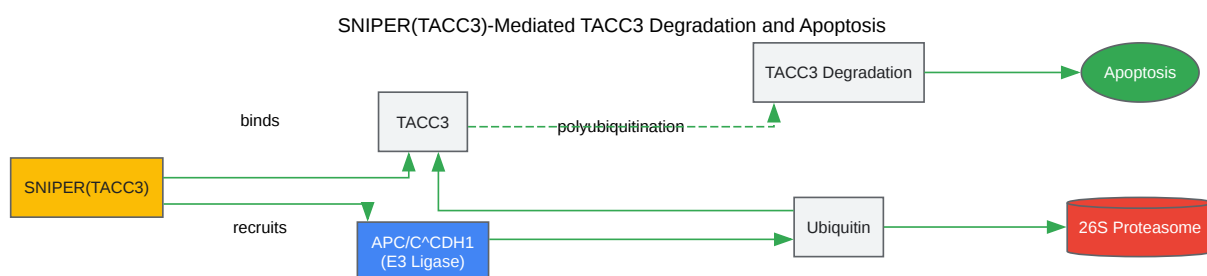 SNIPER(TACC3)-Mediated TACC3 Degradation and Apoptosis
TACC3 Degradation
Apoptosis
binds
TACC3
polyubiquitination
SNIPER(TACC3)
recruits
APC/C^CDH1
(E3 Ligase)
Ubiquitin
26S Proteasome